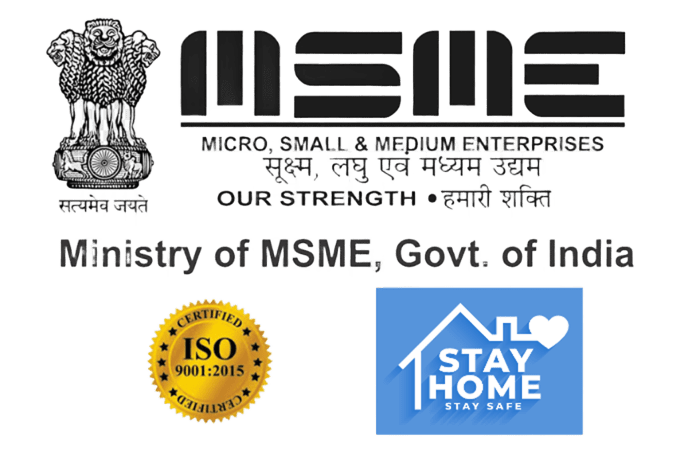 MSME
MICRO, SMALL & MEDIUM ENTERPRISES
सूक्ष्म, लघु एवं मध्यम उद्यम
OUR STRENGTH • हमारी शक्ति
सत्यमेव जयते
Ministry of MSME, Govt. of India
CERTIFIED
ISO
9001:2015
CERTIFIED
STAY
HOME
STAY SAFE